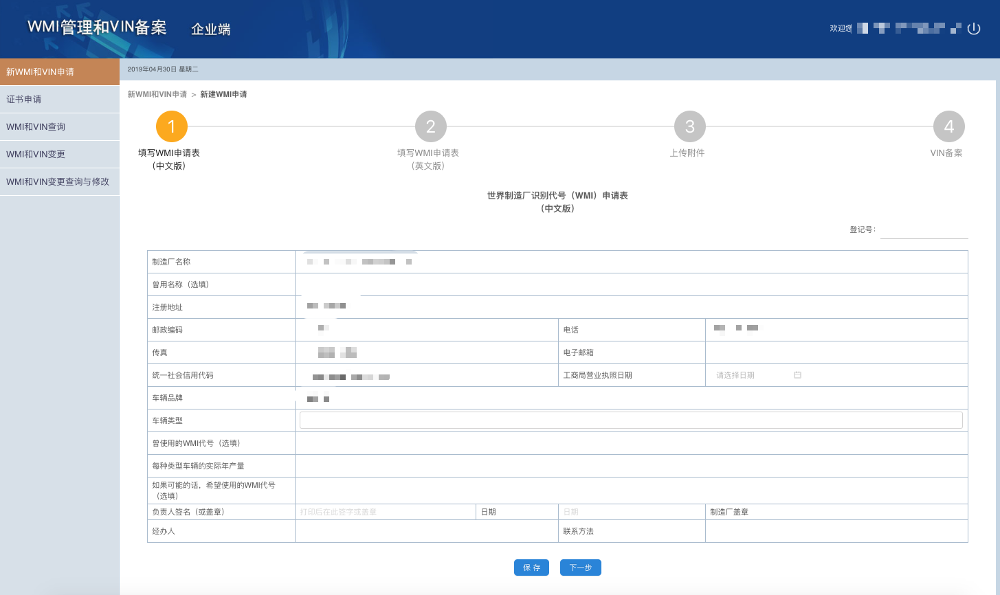 WMI管理和VIN备案 企业端
欢迎您
新WMI和VIN申请
证书申请
WMI和VIN查询
WMI和VIN变更
WMI和VIN变更查询与修改
2019年04月30日 星期二
新WMI和VIN申请 > 新建WMI申请
1
填写WMI申请表
（中文版）
2
填写WMI申请表
（英文版）
3
上传附件
4
VIN备案
世界制造厂识别代号（WMI）申请表
（中文版）
登记号：
制造厂名称
曾用名称（选填）
注册地址
邮政编码 电话
传真 电子邮箱
统一社会信用代码 工商局营业执照日期 请选择日期
车辆品牌
车辆类型
曾使用的WMI代号（选填）
每种类型车辆的实际年产量
如果可能的话，希望使用的WMI代号
（选填）
负责人签名（或盖章） 打印后在此签字或盖章 日期 日期 制造厂盖章
经办人 联系方法
保 存 下一步